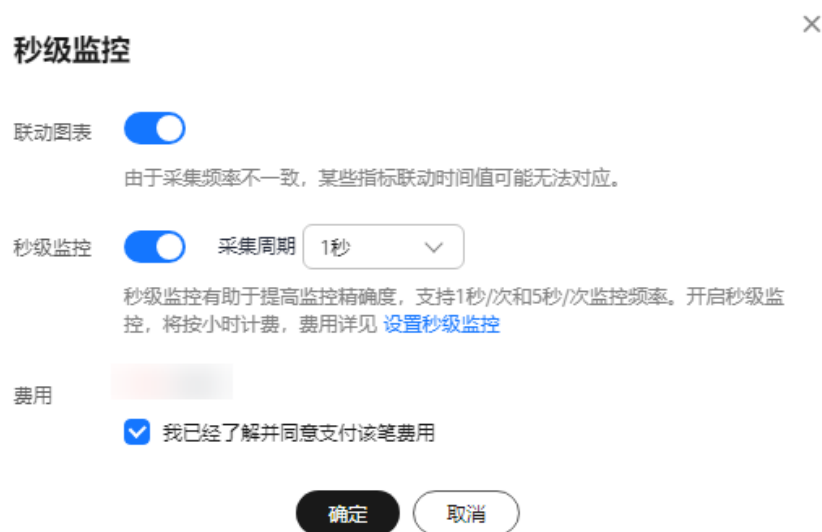 秒级监控
联动图表
由于采集频率不一致，某些指标联动时间值可能无法对应。
秒级监控 采集周期 1秒
秒级监控有助于提高监控精确度，支持1秒/次和5秒/次监控频率。开启秒级监
控，将按小时计费，费用详见 设置秒级监控
费用
我已经了解并同意支付该笔费用
确定 取消